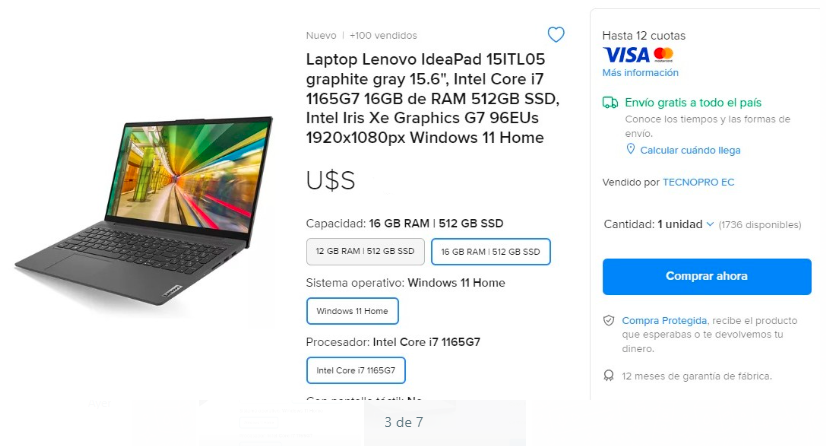 Nuevo | +100 vendidos
Laptop Lenovo IdeaPad 15ITL05
graphite gray 15.6", Intel Core i7
1165G7 16GB de RAM 512GB SSD,
Intel Iris Xe Graphics G7 96EUs
1920x1080px Windows 11 Home
U$S
Capacidad: 16 GB RAM | 512 GB SSD
12 GB RAM | 512 GB SSD
16 GB RAM | 512 GB SSD
Sistema operativo: Windows 11 Home
Windows 11 Home
Procesador: Intel Core i7 1165G7
Intel Core i7 1165G7
Con pantalla táctil: No
Hasta 12 cuotas
VISA
Más información
Envío gratis a todo el país
Conoce los tiempos y las formas de
envío.
Calcular cuándo llega
Vendido por TECNOPRO EC
Cantidad: 1 unidad (1736 disponibles)
Comprar ahora
Compra Protegida, recibe el producto
que esperabas o te devolvemos tu
dinero.
12 meses de garantía de fábrica.
3 de 7